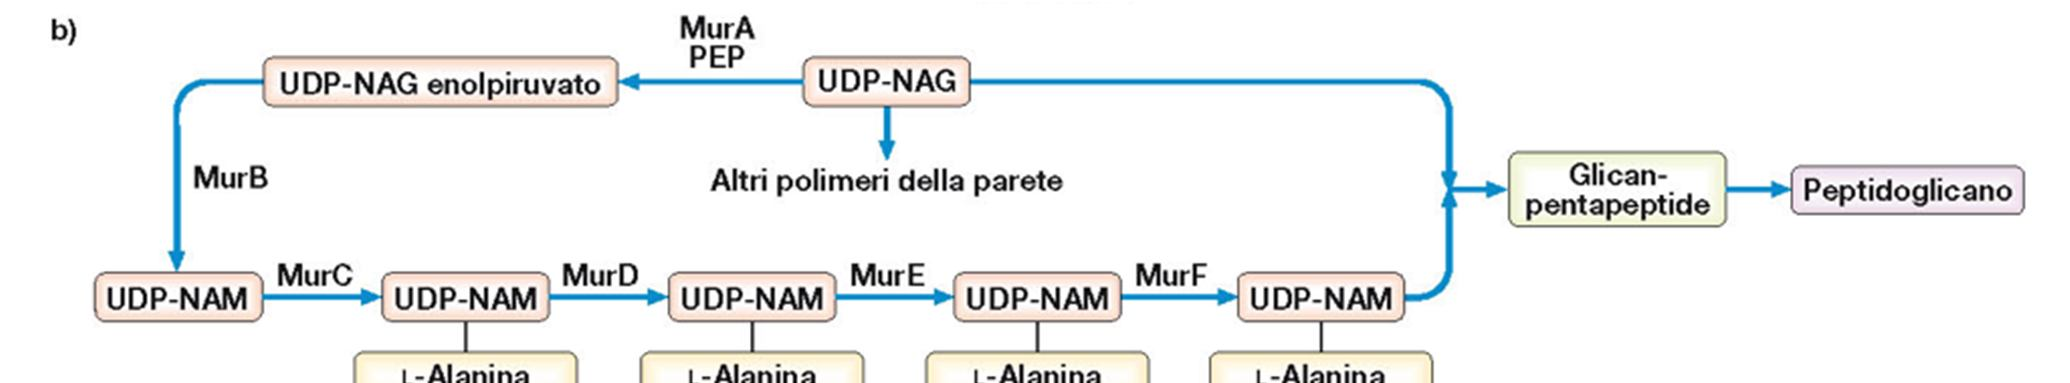 b)
MurA
PEP
UDP-NAG enolpiruvato
UDP-NAG
MurB
Altri polimeri della parete
Glican-
pentapeptide
Peptidoglicano
UDP-NAM
MurC
UDP-NAM
MurD
UDP-NAM
MurE
UDP-NAM
MurF
UDP-NAM
L-Alanina
L-Alanina
L-Alanina
L-Alanina